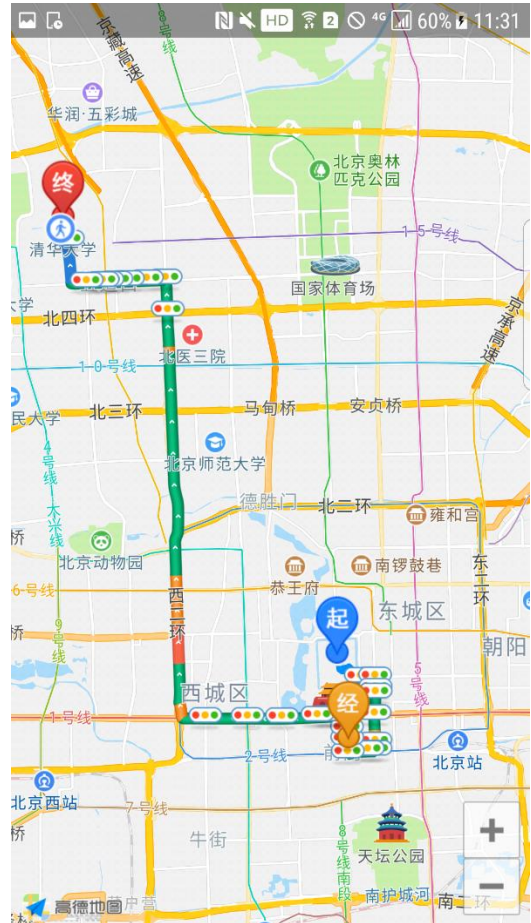 HD 2 4G 60% 11:31
京藏高速
8号线
华润·五彩城
北京奥林
匹克公园
终
清华大学
15号线
国家体育场
北四环
京承高速
北医三院
10号线
民大学
北三环
马甸桥
安贞桥
北京师范大学
4号线-大兴线
德胜门
北二环
雍和宫
桥
北京动物园
南锣鼓巷
东二环
6号线
恭王府
西二环
起
东城区
9号线
桥
朝阳
5号线
西城区
经
1号线
2号线
前
北京站
北京西站
7号线
桥
牛街
8号线南段
天坛公园
+
−
高德地图
南护城河
南二环